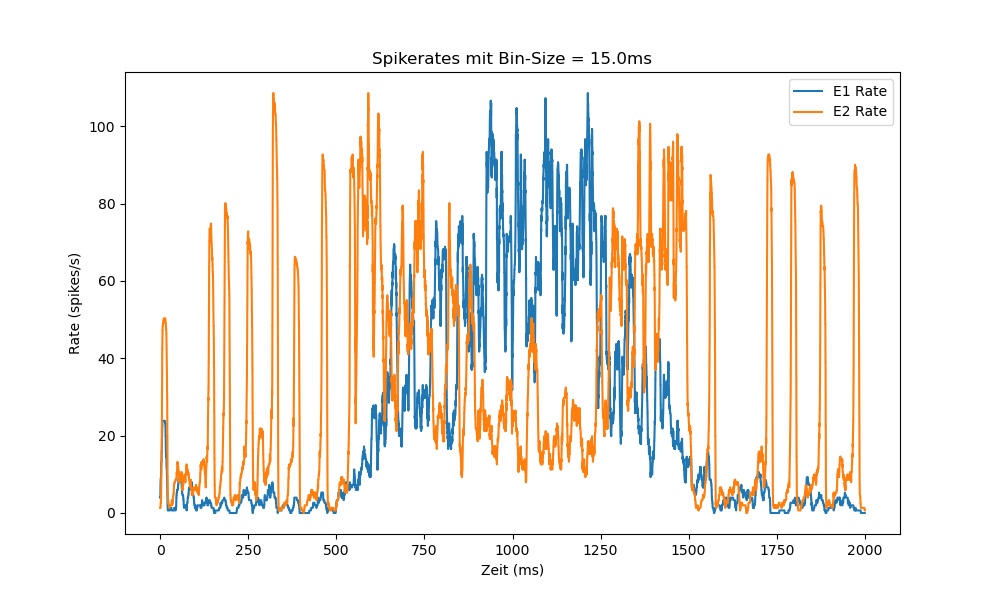 Spikerates mit Bin-Size = 15.0ms
E1 Rate
E2 Rate
100
80
60
40
20
0
Rate (spikes/s)
0 250 500 750 1000 1250 1500 1750 2000
Zeit (ms)